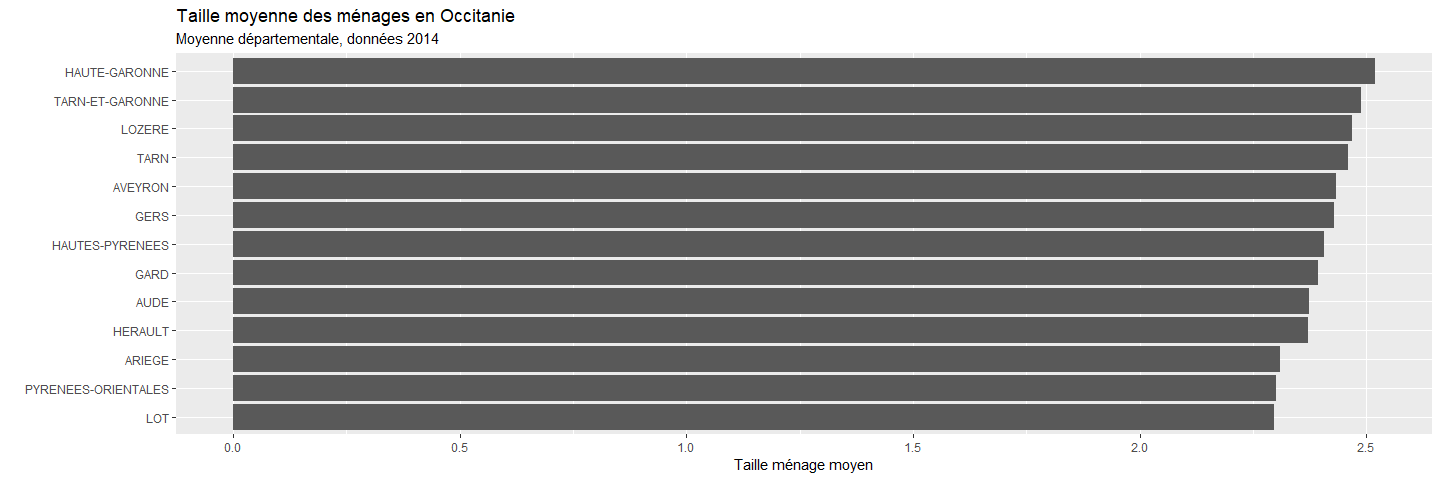 Taille moyenne des ménages en Occitanie
Moyenne départementale, données 2014
HAUTE-GARONNE
TARN-ET-GARONNE
LOZERE
TARN
AVEYRON
GERS
HAUTES-PYRENEES
GARD
AUDE
HERAULT
ARIEGE
PYRENEES-ORIENTALES
LOT
0.0 0.5 1.0 1.5 2.0 2.5
Taille ménage moyen